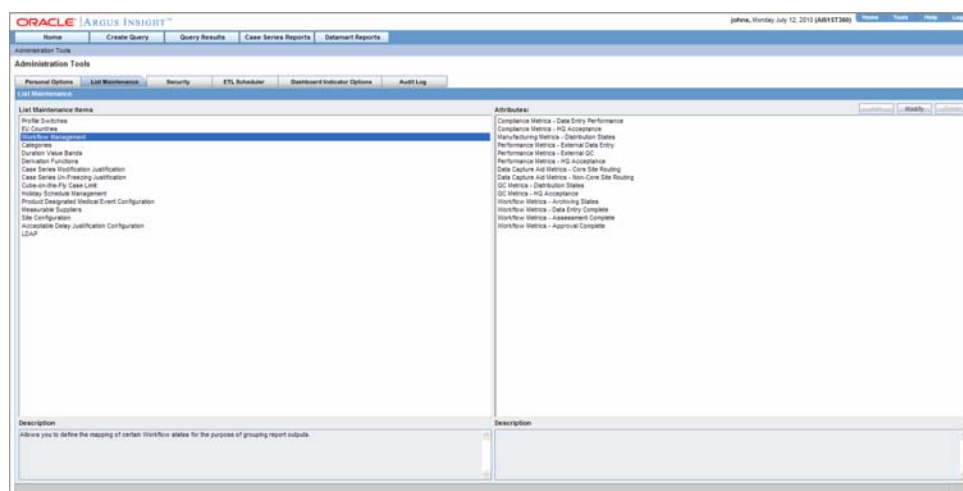 ORACLE ARGUS INSIGHT™
johns, Monday July 12, 2010 (AI61ST360)
Home Tools Help
Home Create Query Query Results Case Series Reports Datamart Reports
Administration Tools
Administration Tools
Personal Options List Maintenance Security ETL Scheduler Dashboard Indicator Options Audit Log
List Maintenance
List Maintenance Items
Profile Switches
EU Countries
Workflow Management
Categories
Duration Value Bands
Derivation Functions
Case Series Modification Justification
Case Series Un-Freezing Justification
Cube-on-the-Fly Case Limit
Holiday Schedule Management
Product Designated Medical Event Configuration
Measurable Suppliers
Site Configuration
Acceptable Delay Justification Configuration
LDAP
Attributes:
Modify
Compliance Metrics - Data Entry Performance
Compliance Metrics - HQ Acceptance
Manufacturing Metrics - Distribution States
Performance Metrics - External Data Entry
Performance Metrics - External QC
Performance Metrics - HQ Acceptance
Data Capture Aid Metrics - Core Site Routing
Data Capture Aid Metrics - Non-Core Site Routing
QC Metrics - Distribution States
QC Metrics - HQ Acceptance
Workflow Metrics - Archiving States
Workflow Metrics - Data Entry Complete
Workflow Metrics - Assessment Complete
Workflow Metrics - Approval Complete
Description
Allows you to define the mapping of certain Workflow states for the purpose of grouping report outputs.
Description